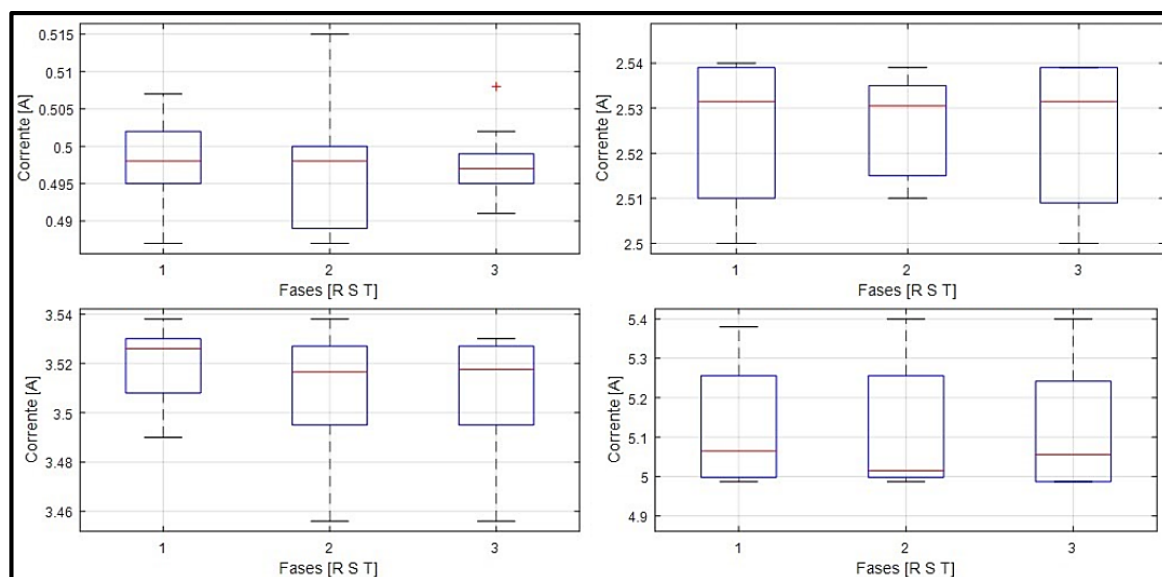 0.515
0.51
0.505
0.5
0.495
0.49
Corrente [A]
1 2 3
Fases [R S T]
2.54
2.53
2.52
2.51
2.5
Corrente [A]
1 2 3
Fases [R S T]
3.54
3.52
3.5
3.48
3.46
Corrente [A]
1 2 3
Fases [R S T]
5.4
5.3
5.2
5.1
5
4.9
Corrente [A]
1 2 3
Fases [R S T]